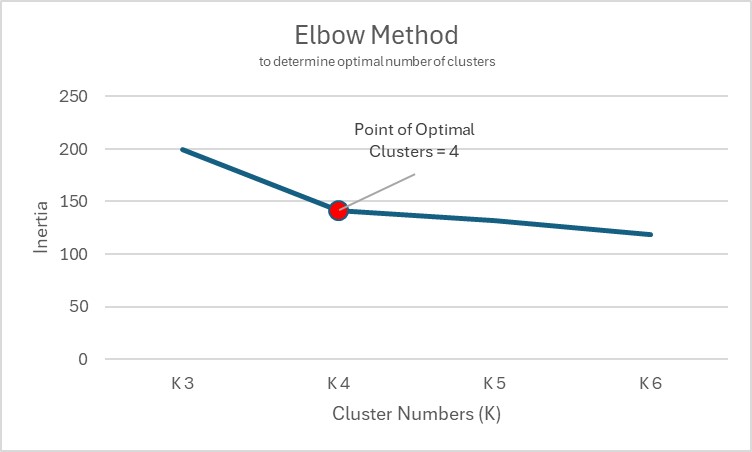 Elbow Method
to determine optimal number of clusters
250
200
150
100
50
0
Inertia
Point of Optimal
Clusters = 4
K 3
K 4
K 5
K 6
Cluster Numbers (K)